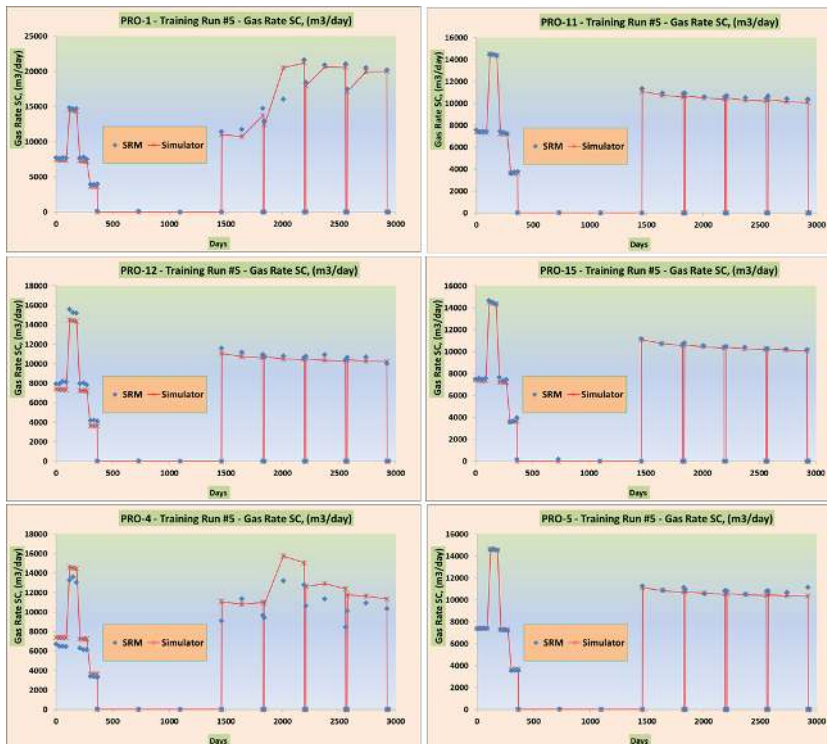 PRO-1 - Training Run #5 - Gas Rate SC, (m3/day)
Gas Rate SC, (m3/day)
25000
20000
15000
10000
5000
0
SRM
Simulator
0 500 1000 1500 2000 2500 3000
Days
PRO-11 - Training Run #5 - Gas Rate SC, (m3/day)
Gas Rate SC, (m3/day)
16000
14000
12000
10000
8000
6000
4000
2000
0
SRM
Simulator
0 500 1000 1500 2000 2500 3000
Days
PRO-12 - Training Run #5 - Gas Rate SC, (m3/day)
Gas Rate SC, (m3/day)
18000
16000
14000
12000
10000
8000
6000
4000
2000
0
SRM
Simulator
0 500 1000 1500 2000 2500 3000
Days
PRO-15 - Training Run #5 - Gas Rate SC, (m3/day)
Gas Rate SC, (m3/day)
16000
14000
12000
10000
8000
6000
4000
2000
0
SRM
Simulator
0 500 1000 1500 2000 2500 3000
Days
PRO-4 - Training Run #5 - Gas Rate SC, (m3/day)
Gas Rate SC, (m3/day)
18000
16000
14000
12000
10000
8000
6000
4000
2000
0
SRM
Simulator
0 500 1000 1500 2000 2500 3000
Days
PRO-5 - Training Run #5 - Gas Rate SC, (m3/day)
Gas Rate SC, (m3/day)
16000
14000
12000
10000
8000
6000
4000
2000
0
SRM
Simulator
0 500 1000 1500 2000 2500 3000
Days